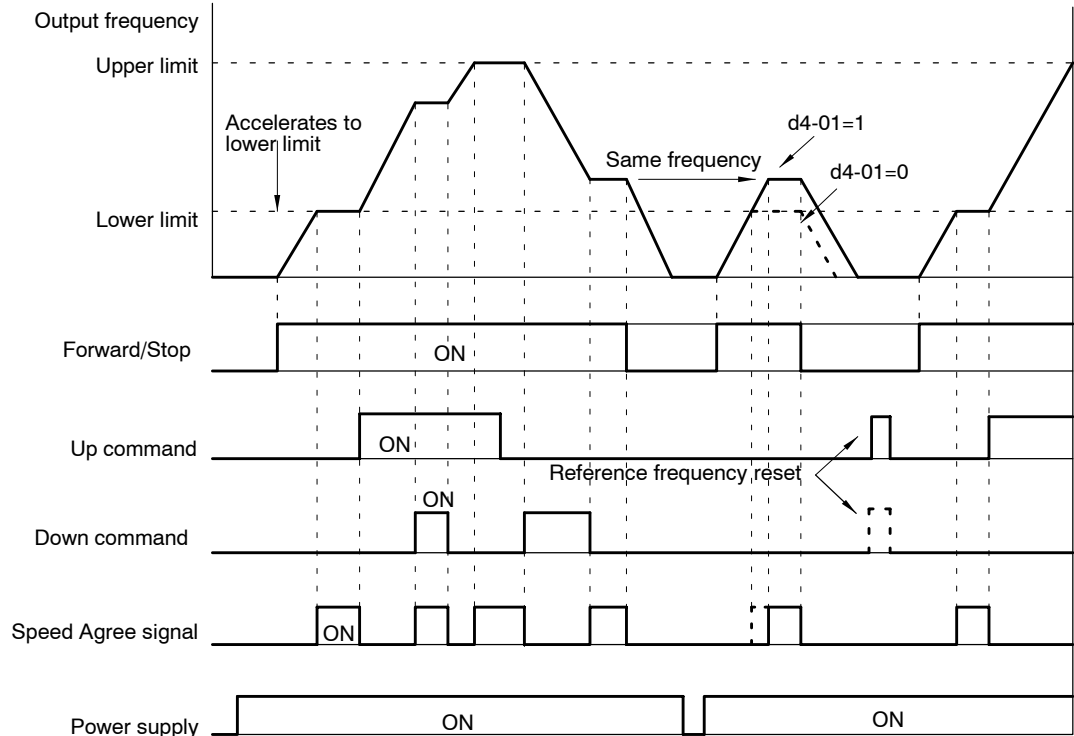 Output frequency
Upper limit
Accelerates to
lower limit
d4-01=1
Same frequency
d4-01=0
Lower limit
Forward/Stop
ON
Up command
ON
Reference frequency reset
ON
Down command
Speed Agree signal
ON
Power supply
ON
ON